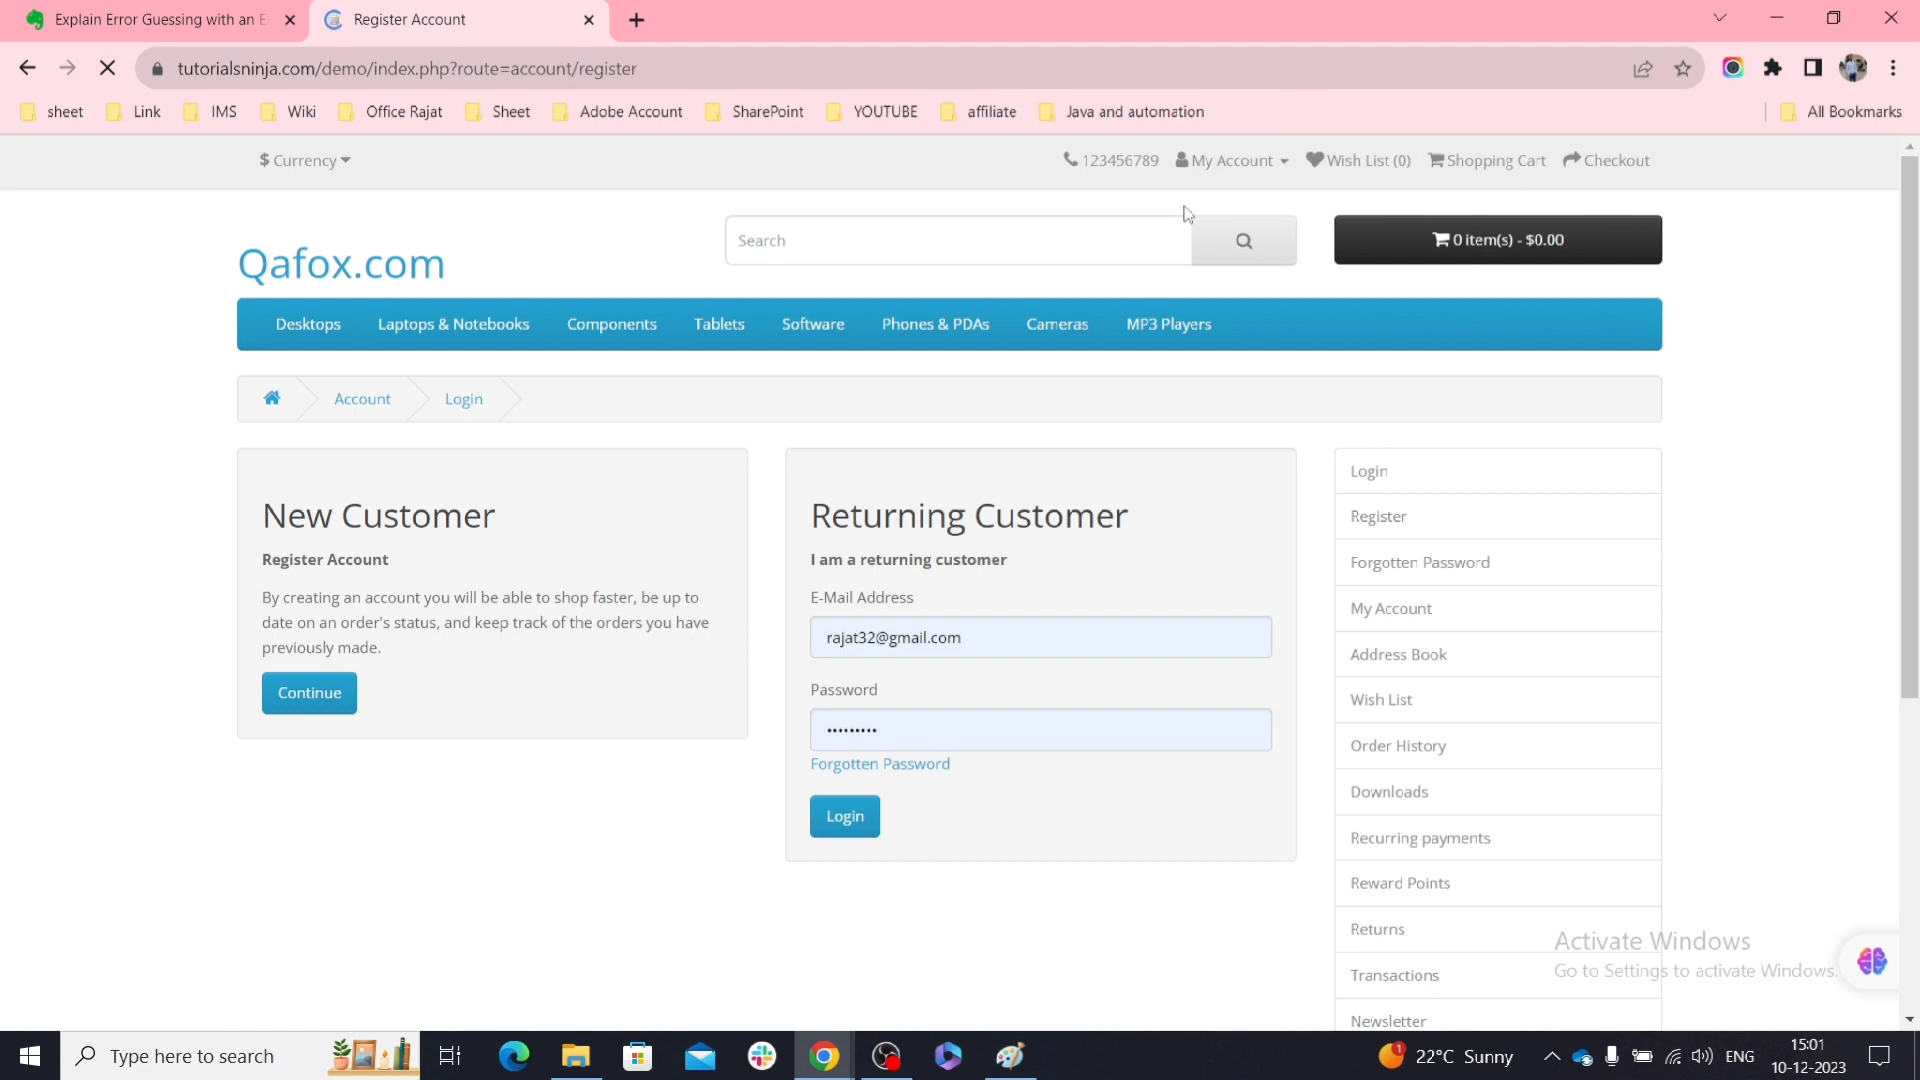 Explain Error Guessing with an E
Register Account
tutorialsninja.com/demo/index.php?route=account/register
sheet Link IMS Wiki Office Rajat Sheet Adobe Account SharePoint YOUTUBE affiliate Java and automation All Bookmarks
$ Currency 123456789 My Account Wish List (0) Shopping Cart Checkout
Qafox.com
Search
0 item(s) - $0.00
Desktops Laptops & Notebooks Components Tablets Software Phones & PDAs Cameras MP3 Players
Account Login
New Customer
Register Account
By creating an account you will be able to shop faster, be up to
date on an order's status, and keep track of the orders you have
previously made.
Continue
Returning Customer
I am a returning customer
E-Mail Address
rajat32@gmail.com
Password
•••••••••
Forgotten Password
Login
Login
Register
Forgotten Password
My Account
Address Book
Wish List
Order History
Downloads
Recurring payments
Reward Points
Returns
Transactions
Newsletter
Activate Windows
Go to Settings to activate Windows.
Type here to search
1
22°C Sunny
ENG
15:01
10-12-2023